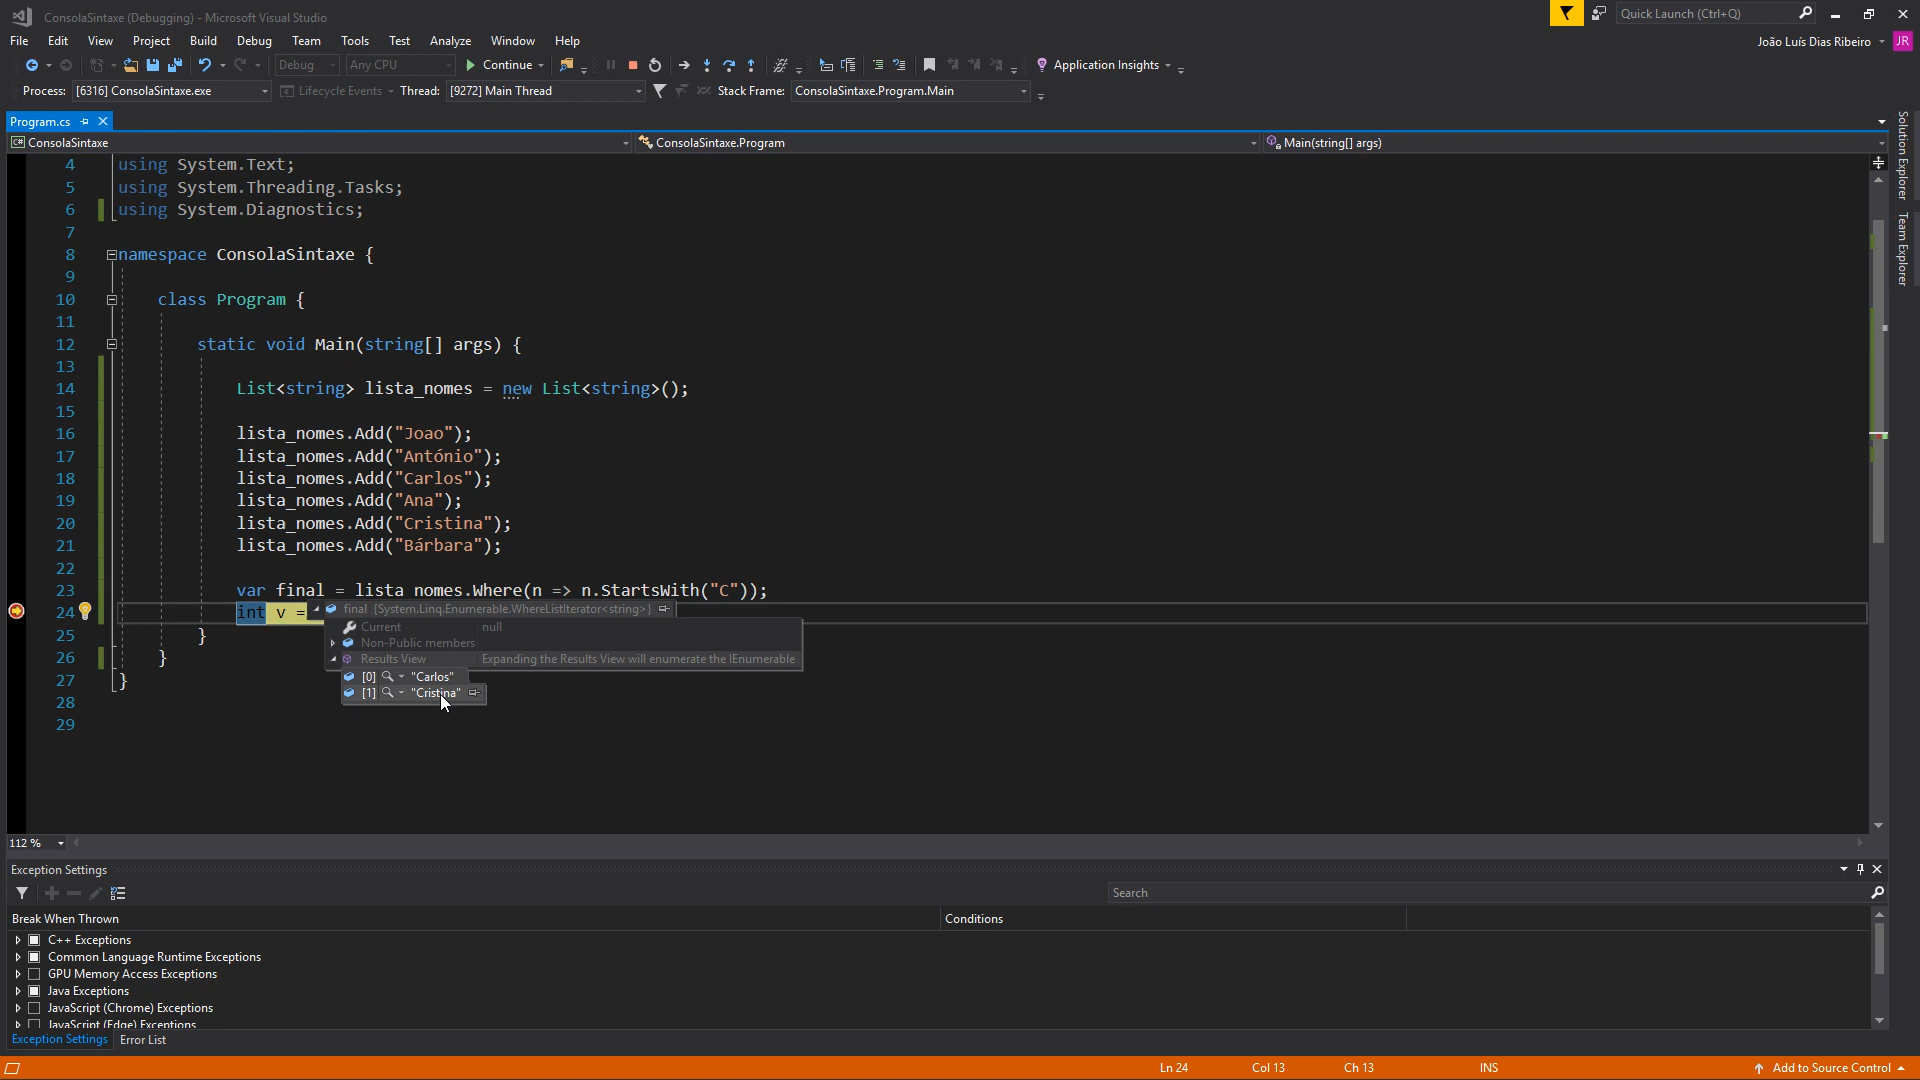 ConsolaSintaxe (Debugging) - Microsoft Visual Studio
Quick Launch (Ctrl+Q)
File Edit View Project Build Debug Team Tools Test Analyze Window Help
João Luís Dias Ribeiro JR
Debug Any CPU Continue Application Insights
Process: [6316] ConsolaSintaxe.exe Lifecycle Events Thread: [9272] Main Thread Stack Frame: ConsolaSintaxe.Program.Main
Program.cs
C# ConsolaSintaxe ConsolaSintaxe.Program Main(string[] args)
Solution Explorer
Team Explorer
4 using System.Text;
5 using System.Threading.Tasks;
6 using System.Diagnostics;
7
8 namespace ConsolaSintaxe {
9
10 class Program {
11
12 static void Main(string[] args) {
13
14 List<string> lista_nomes = new List<string>();
15
16 lista_nomes.Add("Joao");
17 lista_nomes.Add("António");
18 lista_nomes.Add("Carlos");
19 lista_nomes.Add("Ana");
20 lista_nomes.Add("Cristina");
21 lista_nomes.Add("Bárbara");
22
23 var final = lista_nomes.Where(n => n.StartsWith("C"));
24 int v = final {System.Linq.Enumerable.WhereListIterator<string>}
Current null
25 }
Non-Public members
26 }
Results View Expanding the Results View will enumerate the IEnumerable
[0] "Carlos"
27 }
[1] "Cristina"
28
29
112 %
Exception Settings
Search
Break When Thrown Conditions
C++ Exceptions
Common Language Runtime Exceptions
GPU Memory Access Exceptions
Java Exceptions
JavaScript (Chrome) Exceptions
JavaScript (Edge) Exceptions
Exception Settings Error List
Ln 24 Col 13 Ch 13 INS Add to Source Control